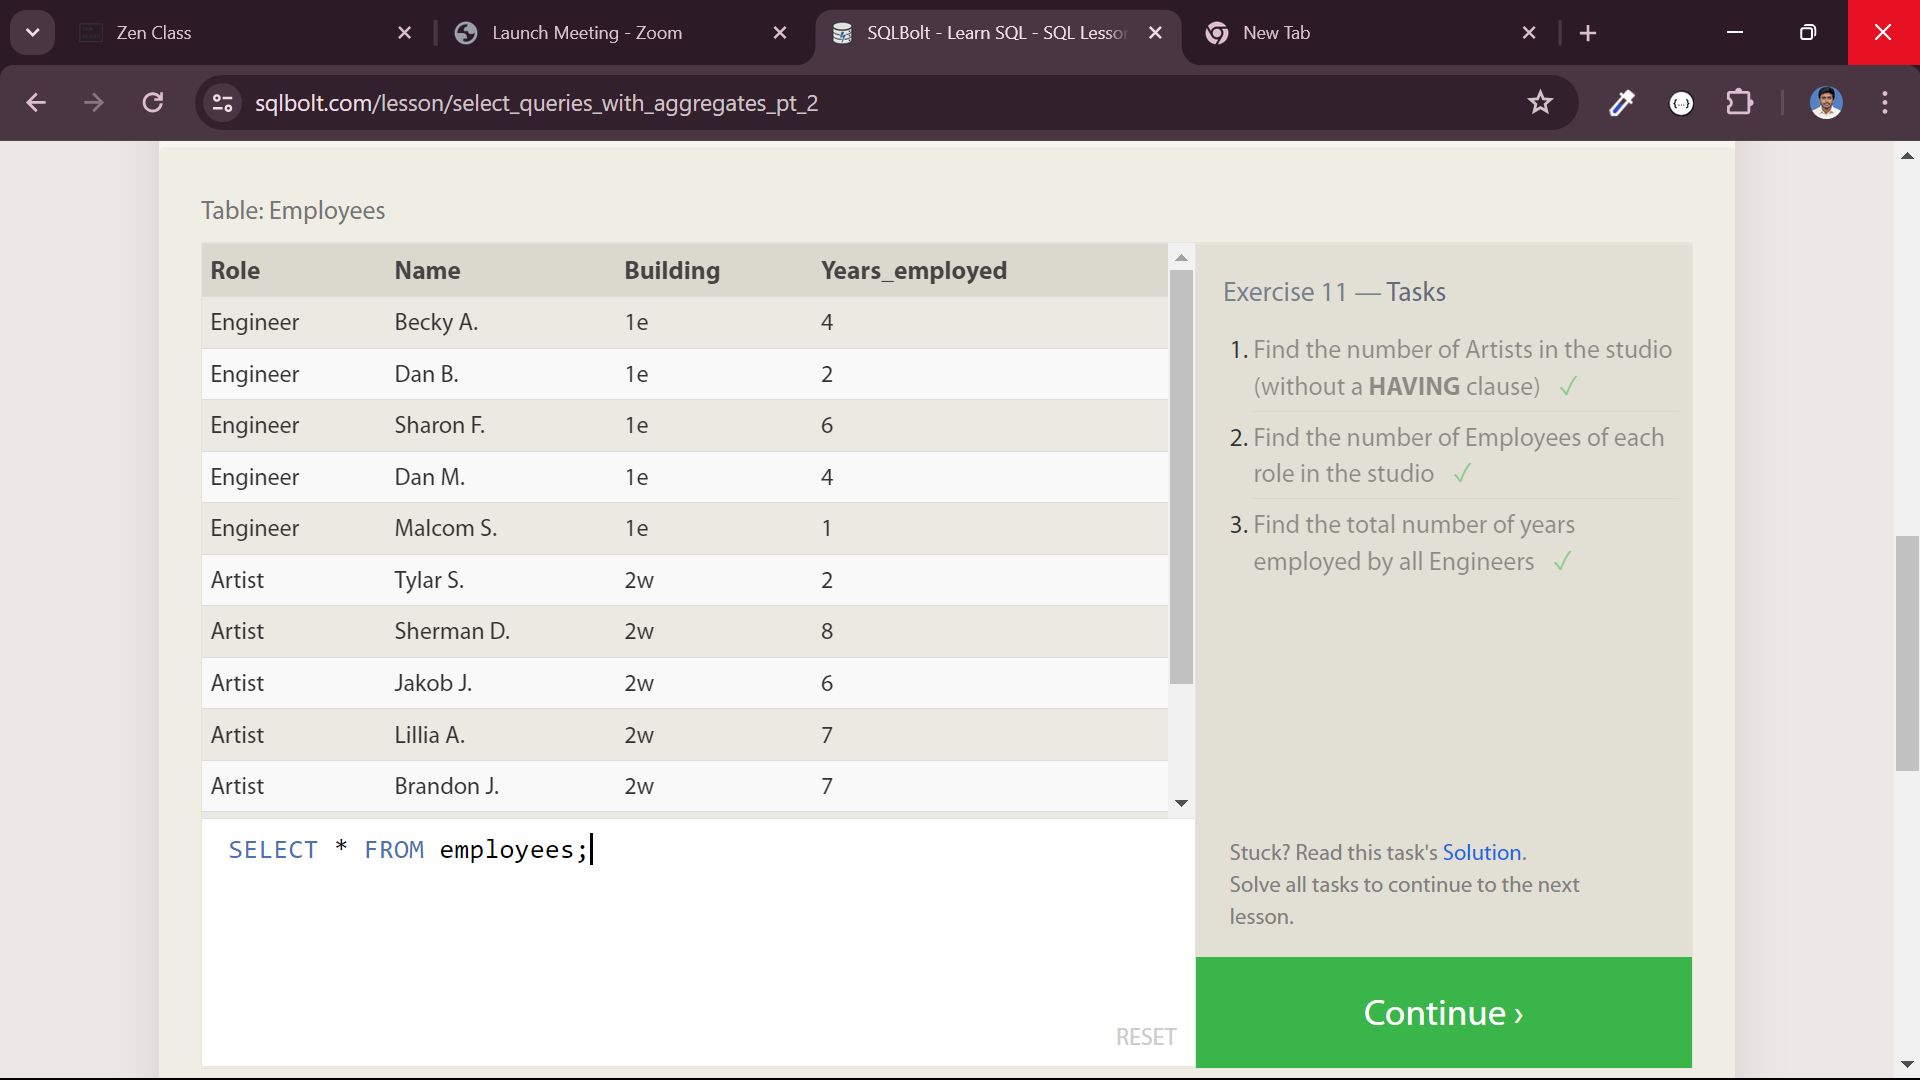 Zen Class
Launch Meeting - Zoom
SQLBolt - Learn SQL - SQL Lesso
New Tab
sqlbolt.com/lesson/select_queries_with_aggregates_pt_2
Table: Employees
Role Name Building Years_employed
Engineer Becky A. 1e 4
Engineer Dan B. 1e 2
Engineer Sharon F. 1e 6
Engineer Dan M. 1e 4
Engineer Malcom S. 1e 1
Artist Tylar S. 2w 2
Artist Sherman D. 2w 8
Artist Jakob J. 2w 6
Artist Lillia A. 2w 7
Artist Brandon J. 2w 7
SELECT * FROM employees;
RESET
Exercise 11 — Tasks
1. Find the number of Artists in the studio
(without a HAVING clause) ✓
2. Find the number of Employees of each
role in the studio ✓
3. Find the total number of years
employed by all Engineers ✓
Stuck? Read this task's Solution.
Solve all tasks to continue to the next
lesson.
Continue ›